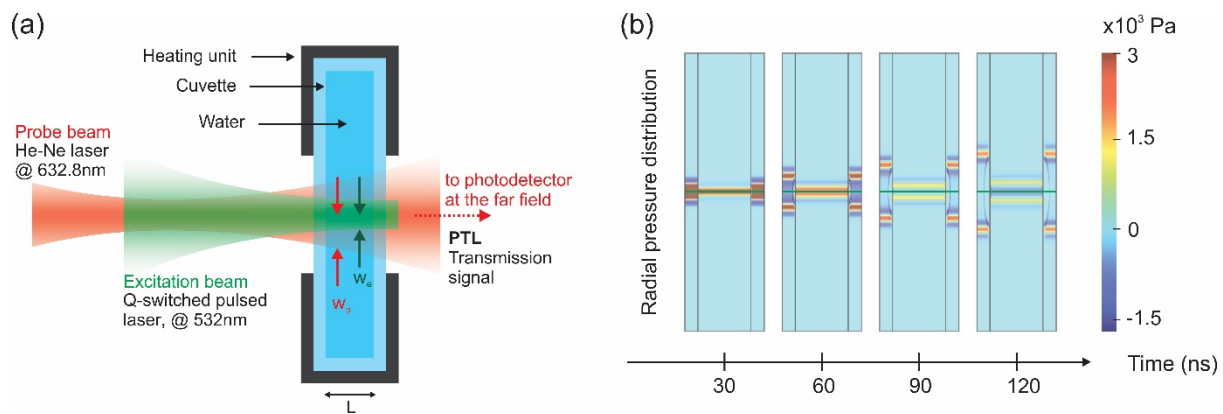 (a)
Heating unit
Cuvette
Water
Probe beam
He-Ne laser
@ 632.8nm
to photodetector
at the far field
PTL
Transmission
signal
Excitation beam
Q-switched pulsed
laser, @ 532nm
wₑ
wₚ
L
(b)
x10³ Pa
Radial pressure distribution
3
1.5
0
-1.5
30
60
90
120
Time (ns)